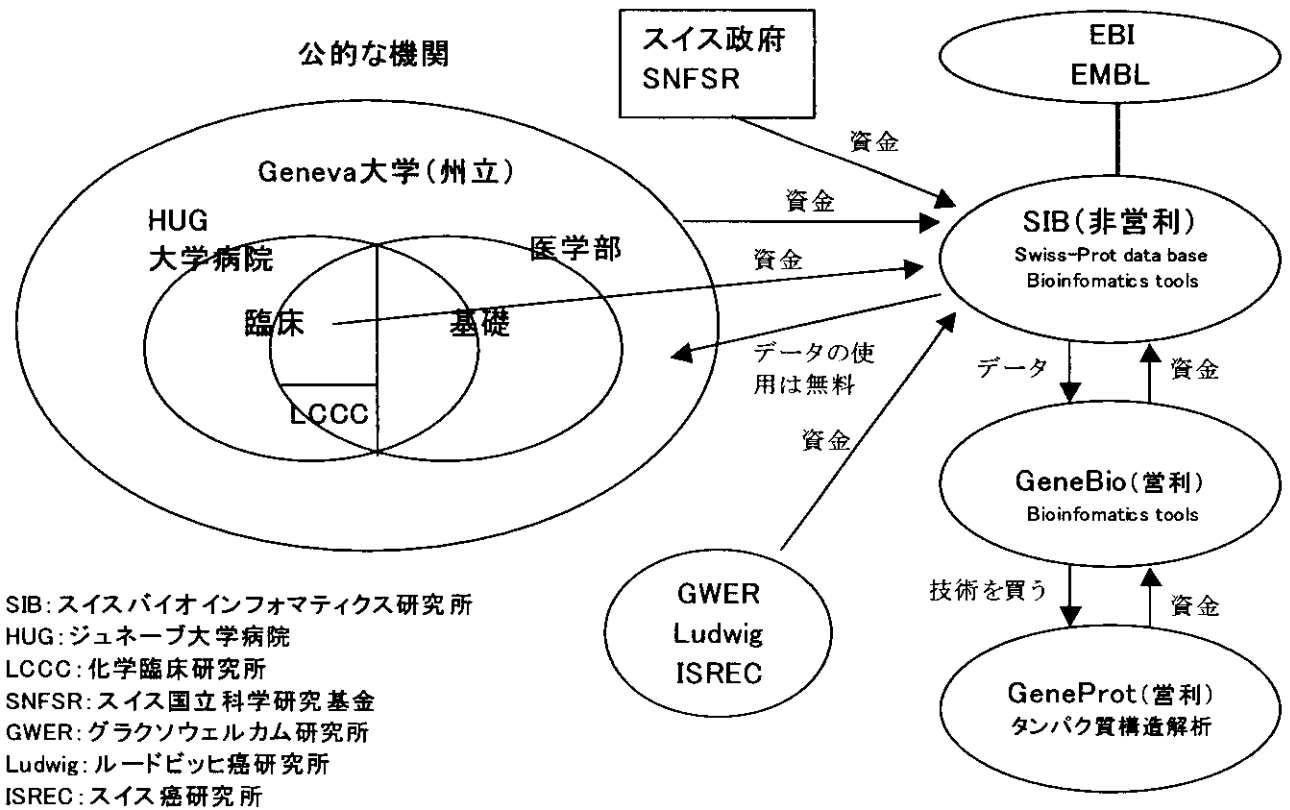 公的な機関
スイス政府
SNFSR
EBI
EMBL
資金
Geneva大学(州立)
資金
HUG
大学病院
医学部
資金
SIB(非営利)
Swiss-Prot data base
Bioinfomatics tools
臨床
基礎
データの使
用は無料
データ
資金
LCCC
資金
GeneBio(営利)
Bioinfomatics tools
GWER
Ludwig
ISREC
技術を買う
資金
GeneProt(営利)
タンパク質構造解析
SIB:スイスバイオインフォマティクス研究所
HUG:ジュネーブ大学病院
LCCC:化学臨床研究所
SNFSR:スイス国立科学研究基金
GWER:グラクソウェルカム研究所
Ludwig:ルードビッヒ癌研究所
ISREC:スイス癌研究所